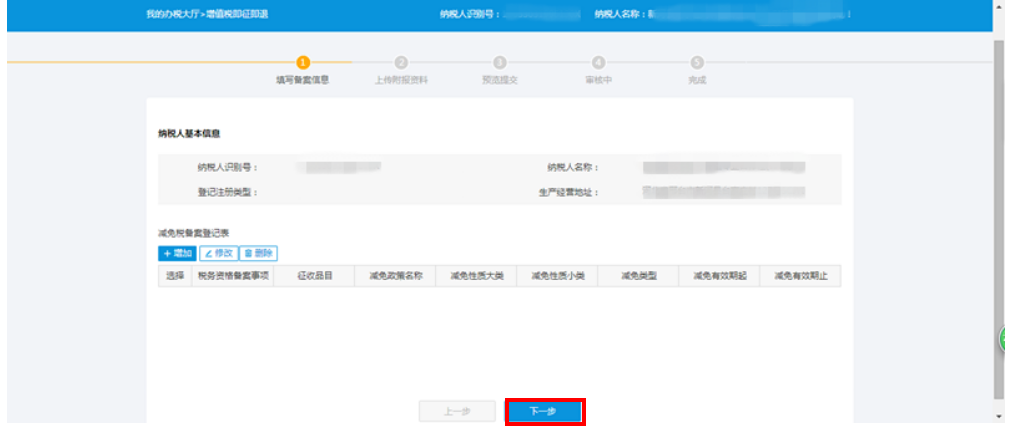 我的办税大厅>增值税即征即退 纳税人识别号： 纳税人名称：
1 2 3 4 5
填写备案信息 上传附报资料 预览提交 审核中 完成
纳税人基本信息
纳税人识别号： 纳税人名称：
登记注册类型： 生产经营地址：
减免税备案登记表
+ 增加 修改 删除
选择 税务资格备案事项 征收品目 减免政策名称 减免性质大类 减免性质小类 减免类型 减免有效期起 减免有效期止
上一步 下一步